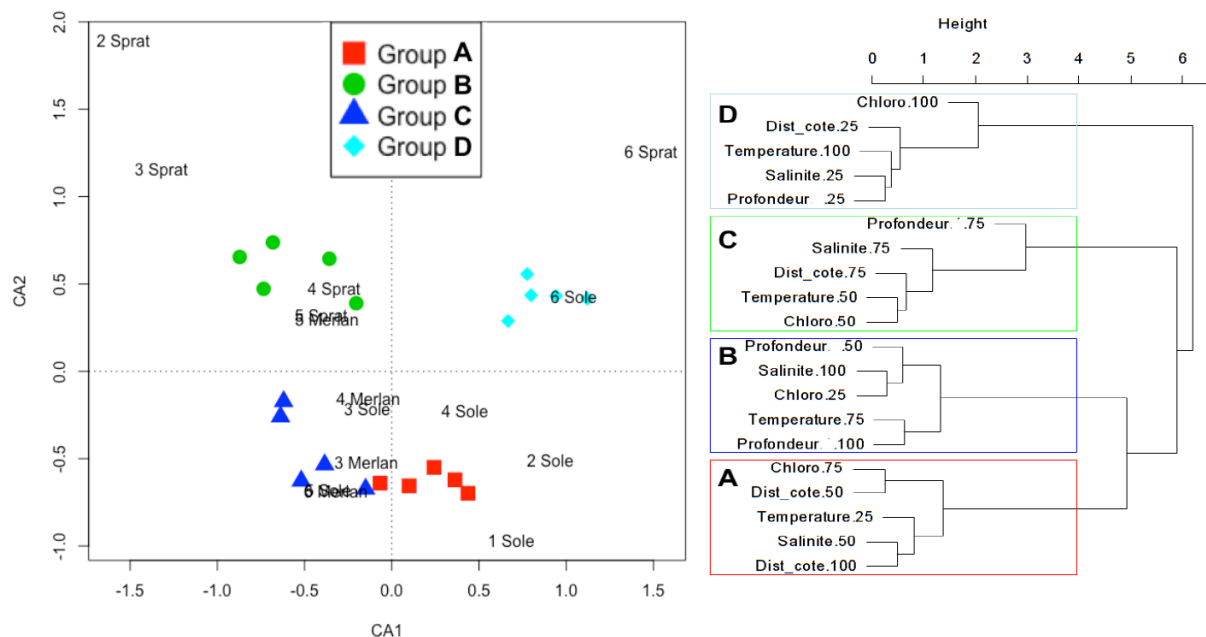 2.0
1.5
1.0
0.5
0.0
-0.5
-1.0
CA2
-1.5
-1.0
-0.5
0.0
0.5
1.0
1.5
CA1
Group A
Group B
Group C
Group D
2 Sprat
3 Sprat
6 Sprat
4 Sprat
5 Sprat
5 Merlan
6 Sole
4 Merlan
3 Sole
4 Sole
3 Merlan
2 Sole
5 Sole
6 Merlan
1 Sole
Height
0 1 2 3 4 5 6
D
Chloro.100
Dist_cote.25
Temperature.100
Salinite.25
Profondeur .25
C
Profondeur. .75
Salinite.75
Dist_cote.75
Temperature.50
Chloro.50
B
Profondeur. .50
Salinite.100
Chloro.25
Temperature.75
Profondeur .100
A
Chloro.75
Dist_cote.50
Temperature.25
Salinite.50
Dist_cote.100